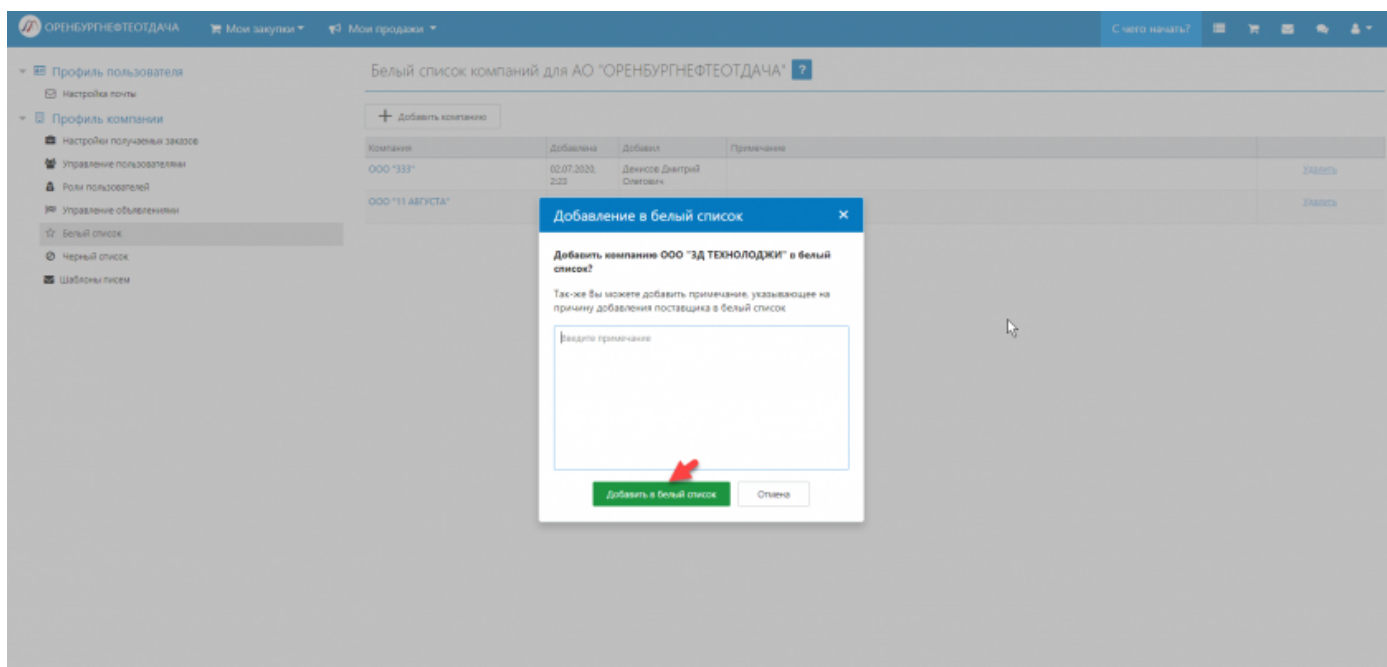 ОРЕНБУРГНЕФТЕОТДАЧА Мои закупки Мои продажи С чего начать?
Профиль пользователя
Настройка почты
Профиль компании
Настройки получаемых заказов
Управление пользователями
Роли пользователей
Управление объявлениями
Белый список
Черный список
Шаблоны писем
Белый список компаний для АО "ОРЕНБУРГНЕФТЕОТДАЧА" ?
Добавить компанию
Компания Добавлена Добавил Примечание
ООО "333" 02.07.2020, Денисов Дмитрий Удалить
2:23 Олегович
ООО "11 АВГУСТА" Удалить
Добавление в белый список
Добавить компанию ООО "3Д ТЕХНОЛОДЖИ" в белый
список?
Так-же Вы можете добавить примечание, указывающее на
причину добавления поставщика в белый список
Введите примечание
Добавить в белый список Отмена